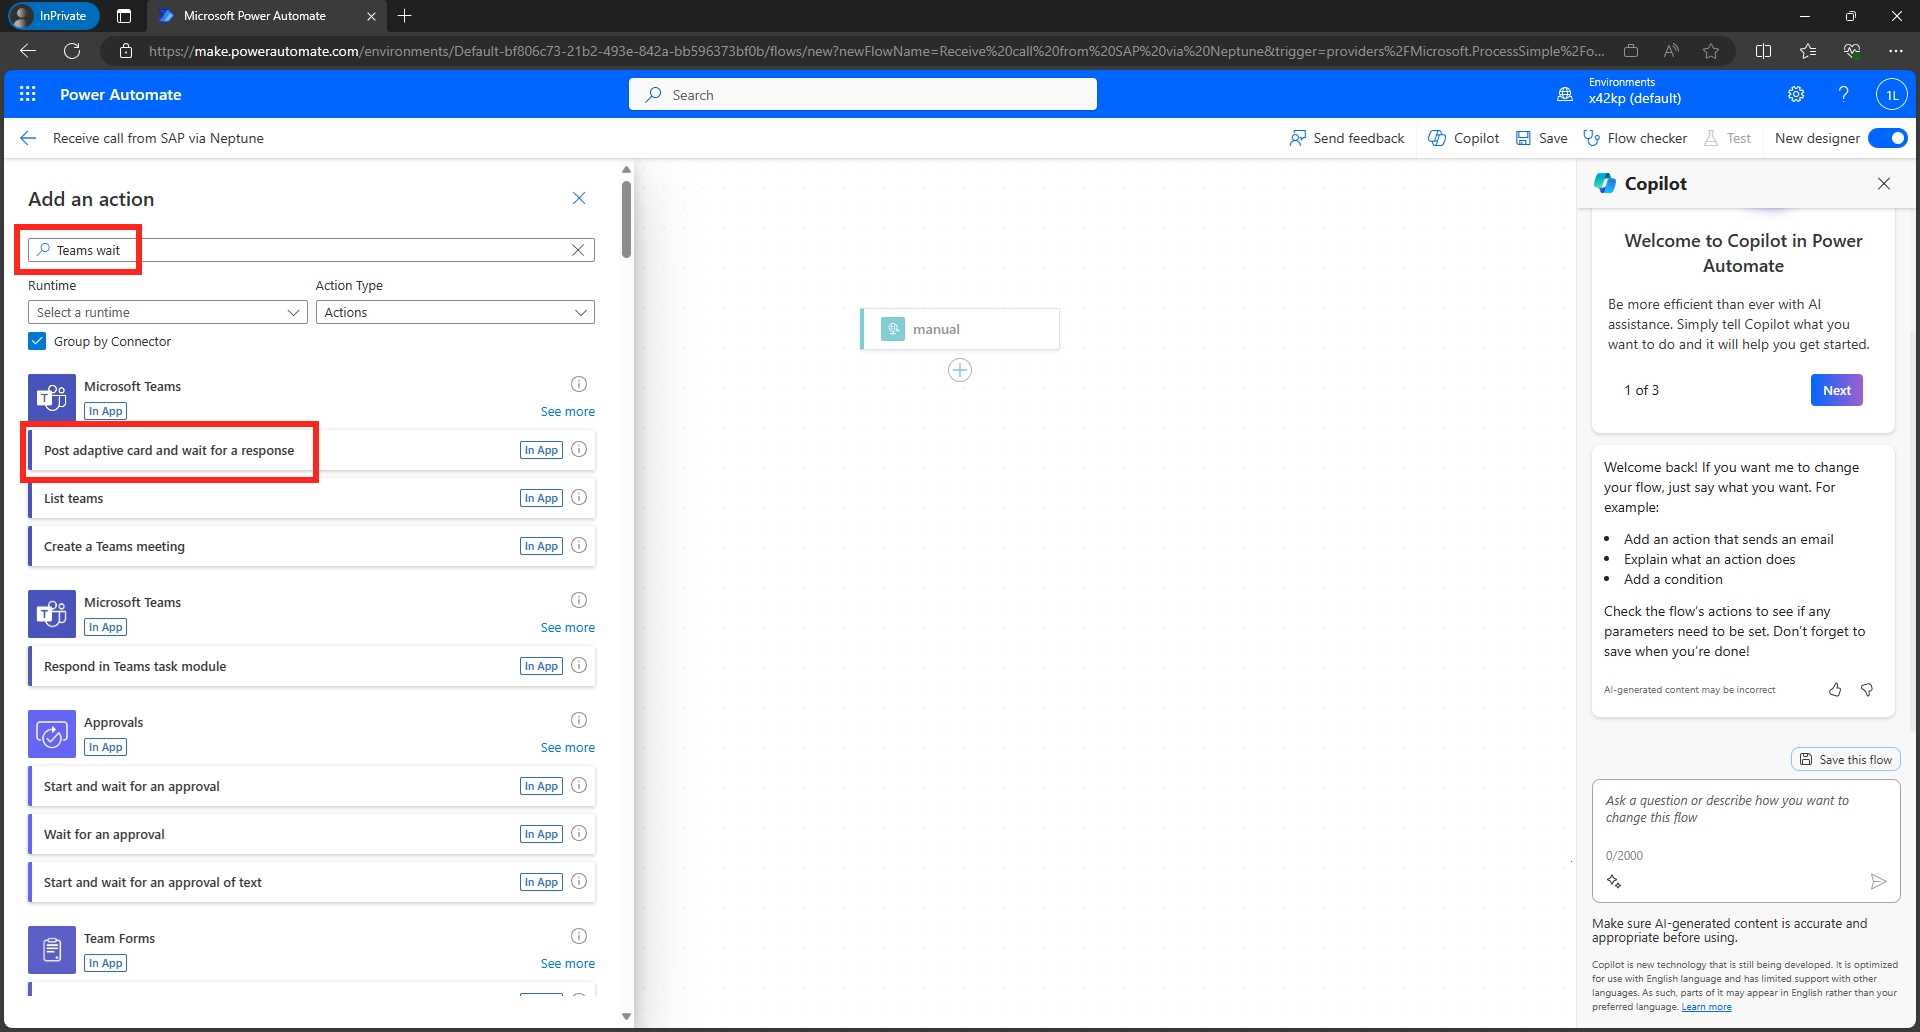 InPrivate
Microsoft Power Automate
https://make.powerautomate.com/environments/Default-bf806c73-21b2-493e-842a-bb596373bf0b/flows/new?newFlowName=Receive%20call%20from%20SAP%20via%20Neptune&trigger=providers%2FMicrosoft.ProcessSimple%2Fo...
Power Automate
Search
Environments
x42kp (default)
1L
Receive call from SAP via Neptune
Send feedback
Copilot
Save
Flow checker
Test
New designer
Add an action
Teams wait
Runtime
Action Type
Select a runtime
Actions
Group by Connector
Microsoft Teams
In App
See more
Post adaptive card and wait for a response
In App
List teams
In App
Create a Teams meeting
In App
Microsoft Teams
In App
See more
Respond in Teams task module
In App
Approvals
In App
See more
Start and wait for an approval
In App
Wait for an approval
In App
Start and wait for an approval of text
In App
Team Forms
In App
See more
manual
Copilot
Welcome to Copilot in Power
Automate
Be more efficient than ever with AI
assistance. Simply tell Copilot what you
want to do and it will help you get started.
1 of 3
Next
Welcome back! If you want me to change
your flow, just say what you want. For
example:
• Add an action that sends an email
• Explain what an action does
• Add a condition
Check the flow's actions to see if any
parameters need to be set. Don't forget to
save when you're done!
AI-generated content may be incorrect
Save this flow
Ask a question or describe how you want to
change this flow
0/2000
Make sure AI-generated content is accurate and
appropriate before using.
Copilot is new technology that is still being developed. It is optimized
for use with English language and has limited support with other
languages. As such, parts of it may appear in English rather than your
preferred language. Learn more